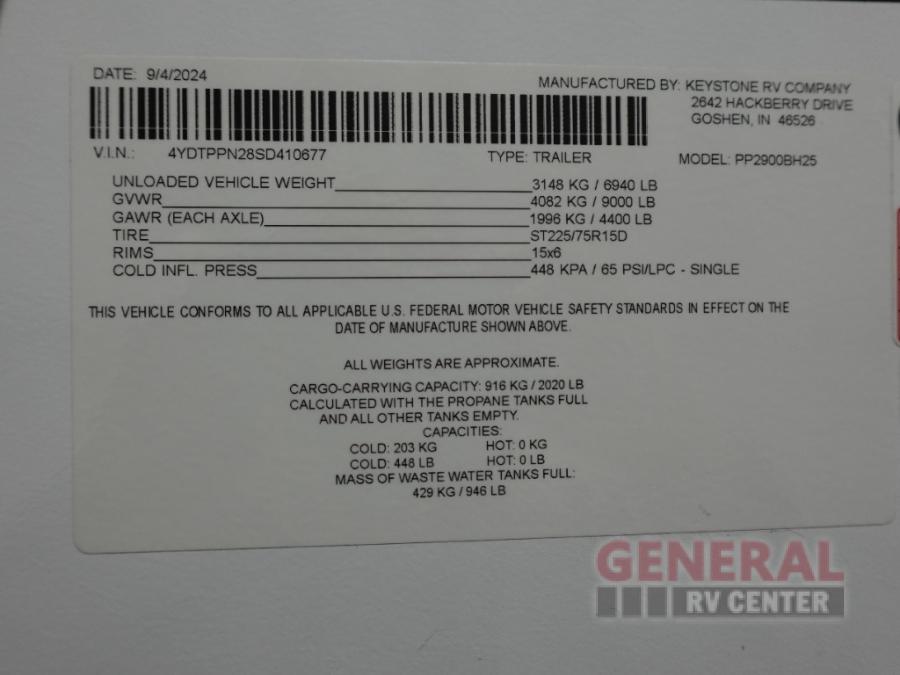 DATE: 9/4/2024
MANUFACTURED BY: KEYSTONE RV COMPANY
2642 HACKBERRY DRIVE
GOSHEN, IN 46526
V.I.N.: 4YDTPPN28SD410677 TYPE: TRAILER MODEL: PP2900BH25
UNLOADED VEHICLE WEIGHT 3148 KG / 6940 LB
GVWR 4082 KG / 9000 LB
GAWR (EACH AXLE) 1996 KG / 4400 LB
TIRE ST225/75R15D
RIMS 15x6
COLD INFL. PRESS 448 KPA / 65 PSI/LPC - SINGLE
THIS VEHICLE CONFORMS TO ALL APPLICABLE U.S. FEDERAL MOTOR VEHICLE SAFETY STANDARDS IN EFFECT ON THE
DATE OF MANUFACTURE SHOWN ABOVE.
ALL WEIGHTS ARE APPROXIMATE.
CARGO-CARRYING CAPACITY: 916 KG / 2020 LB
CALCULATED WITH THE PROPANE TANKS FULL
AND ALL OTHER TANKS EMPTY.
CAPACITIES:
COLD: 203 KG HOT: 0 KG
COLD: 448 LB HOT: 0 LB
MASS OF WASTE WATER TANKS FULL:
429 KG / 946 LB
GENERAL
RV CENTER